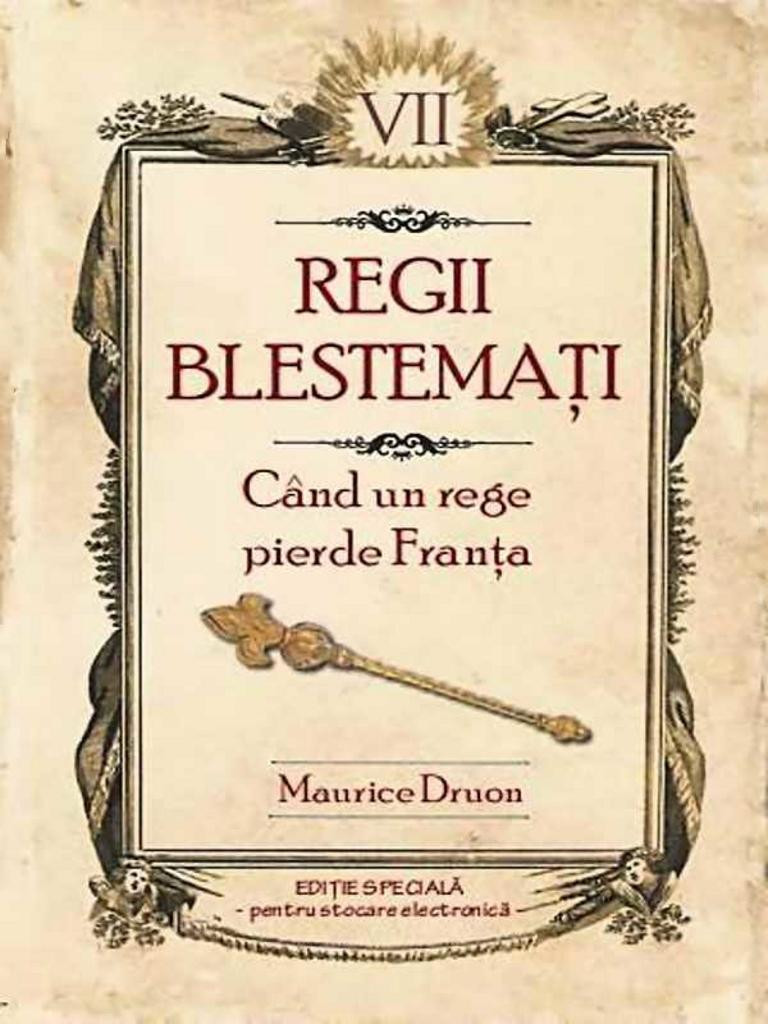 VII
REGII
BLESTEMAȚI
Când un rege
pierde Franța
Maurice Druon
EDIȚIE SPECIALĂ
- pentru stocare electronică -